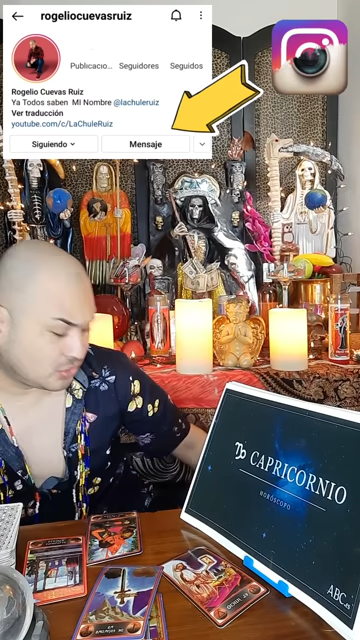 rogeliocuevasruiz
Publicacio... Seguidores Seguidos
Rogelio Cuevas Ruiz
Ya Todos saben MI Nombre @lachuleruiz
Ver traducción
youtube.com/c/LaChuleRuiz
Siguiendo Mensaje
CAPRICORNIO
HORÓSCOPO
ABC.es